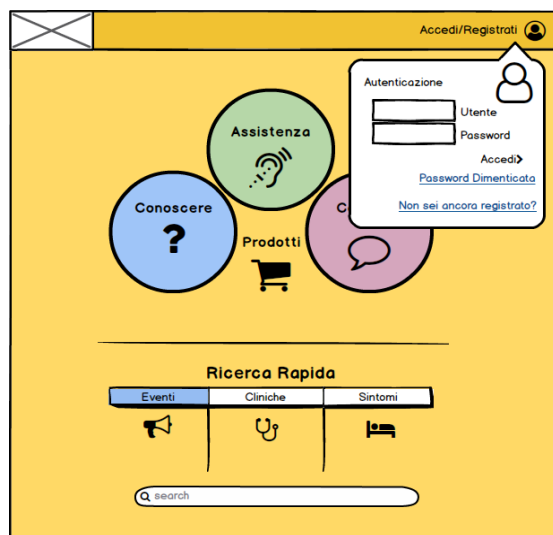 Accedi/Registrati
Autenticazione
Utente
Password
Accedi
Password Dimenticata
Non sei ancora registrato?
Assistenza
Conoscere
?
Prodotti
Ricerca Rapida
Eventi Cliniche Sintomi
search